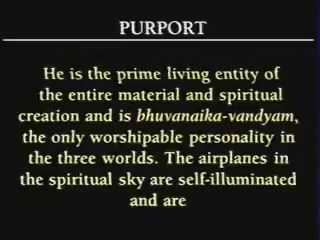 PURPORT
He is the prime living entity of
the entire material and spiritual
creation and is bhuvanaika-vandyam,
the only worshipable personality in
the three worlds. The airplanes in
the spiritual sky are self-illuminated
and are